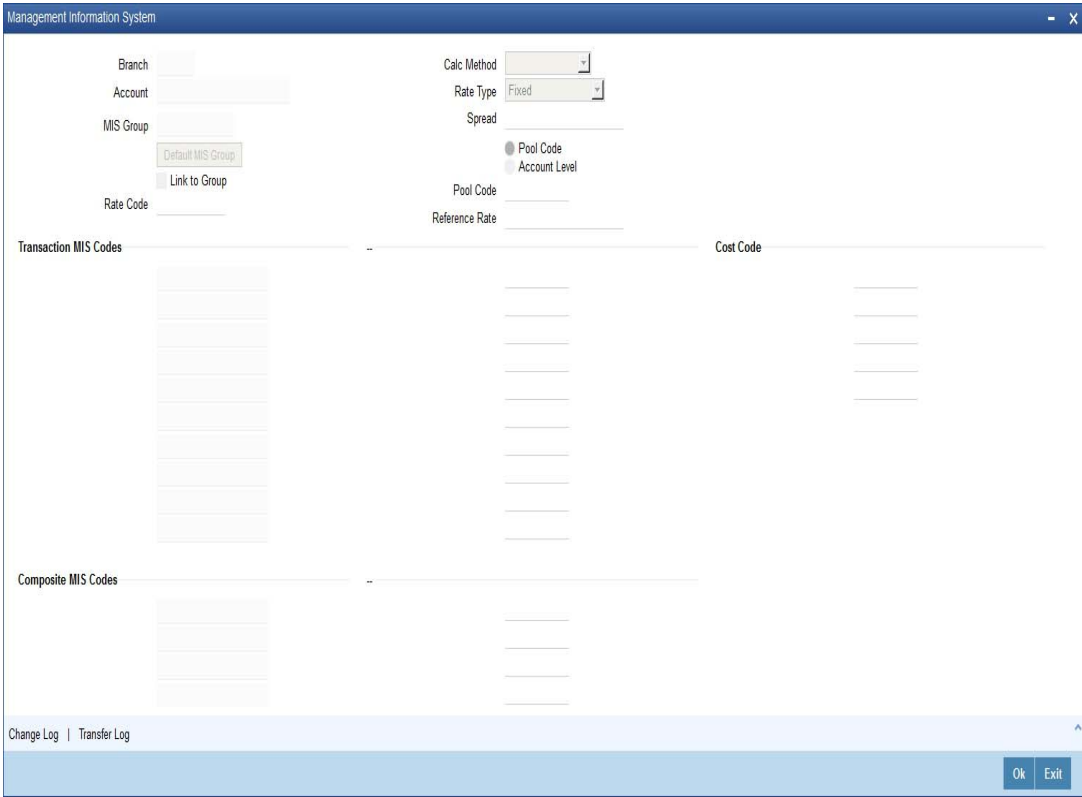 Management Information System - X
Branch
Account
MIS Group
Default MIS Group
Link to Group
Rate Code
Calc Method
Rate Type Fixed
Spread
Pool Code
Account Level
Pool Code
Reference Rate
Transaction MIS Codes -- Cost Code
Composite MIS Codes --
Change Log | Transfer Log
Ok Exit